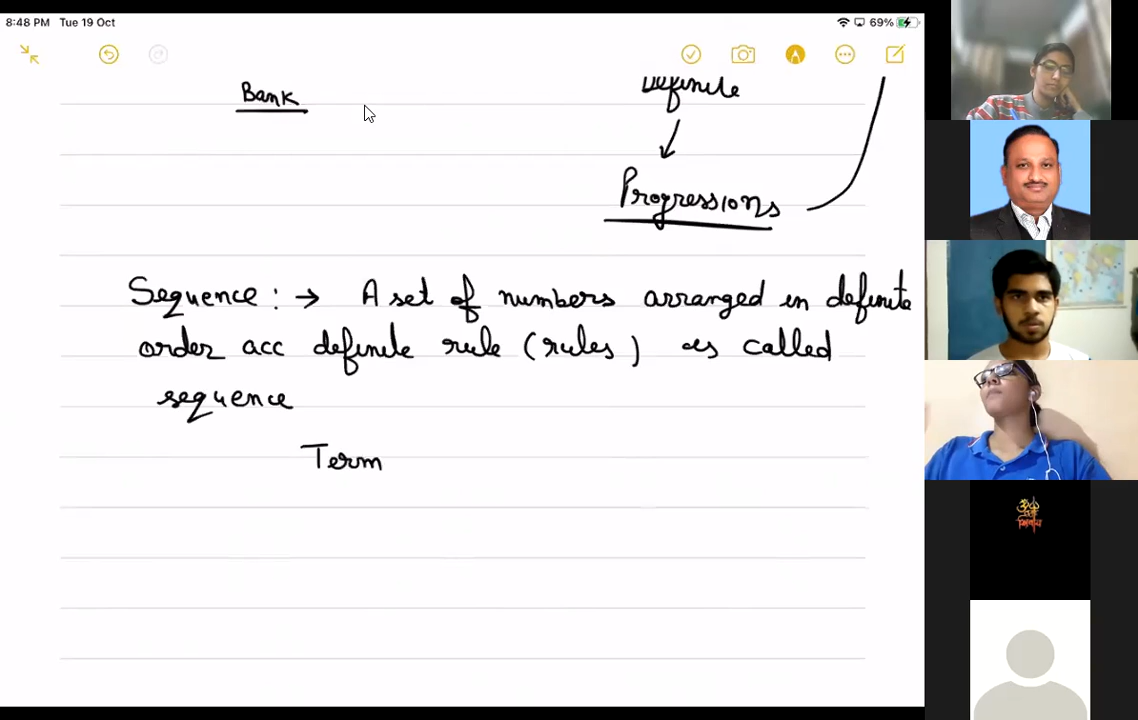 8:48 PM Tue 19 Oct
69%
Bank
Definite
Progressions
Sequence : → A set of numbers arranged in definite
order acc definite rule (rules) is called
sequence
Term